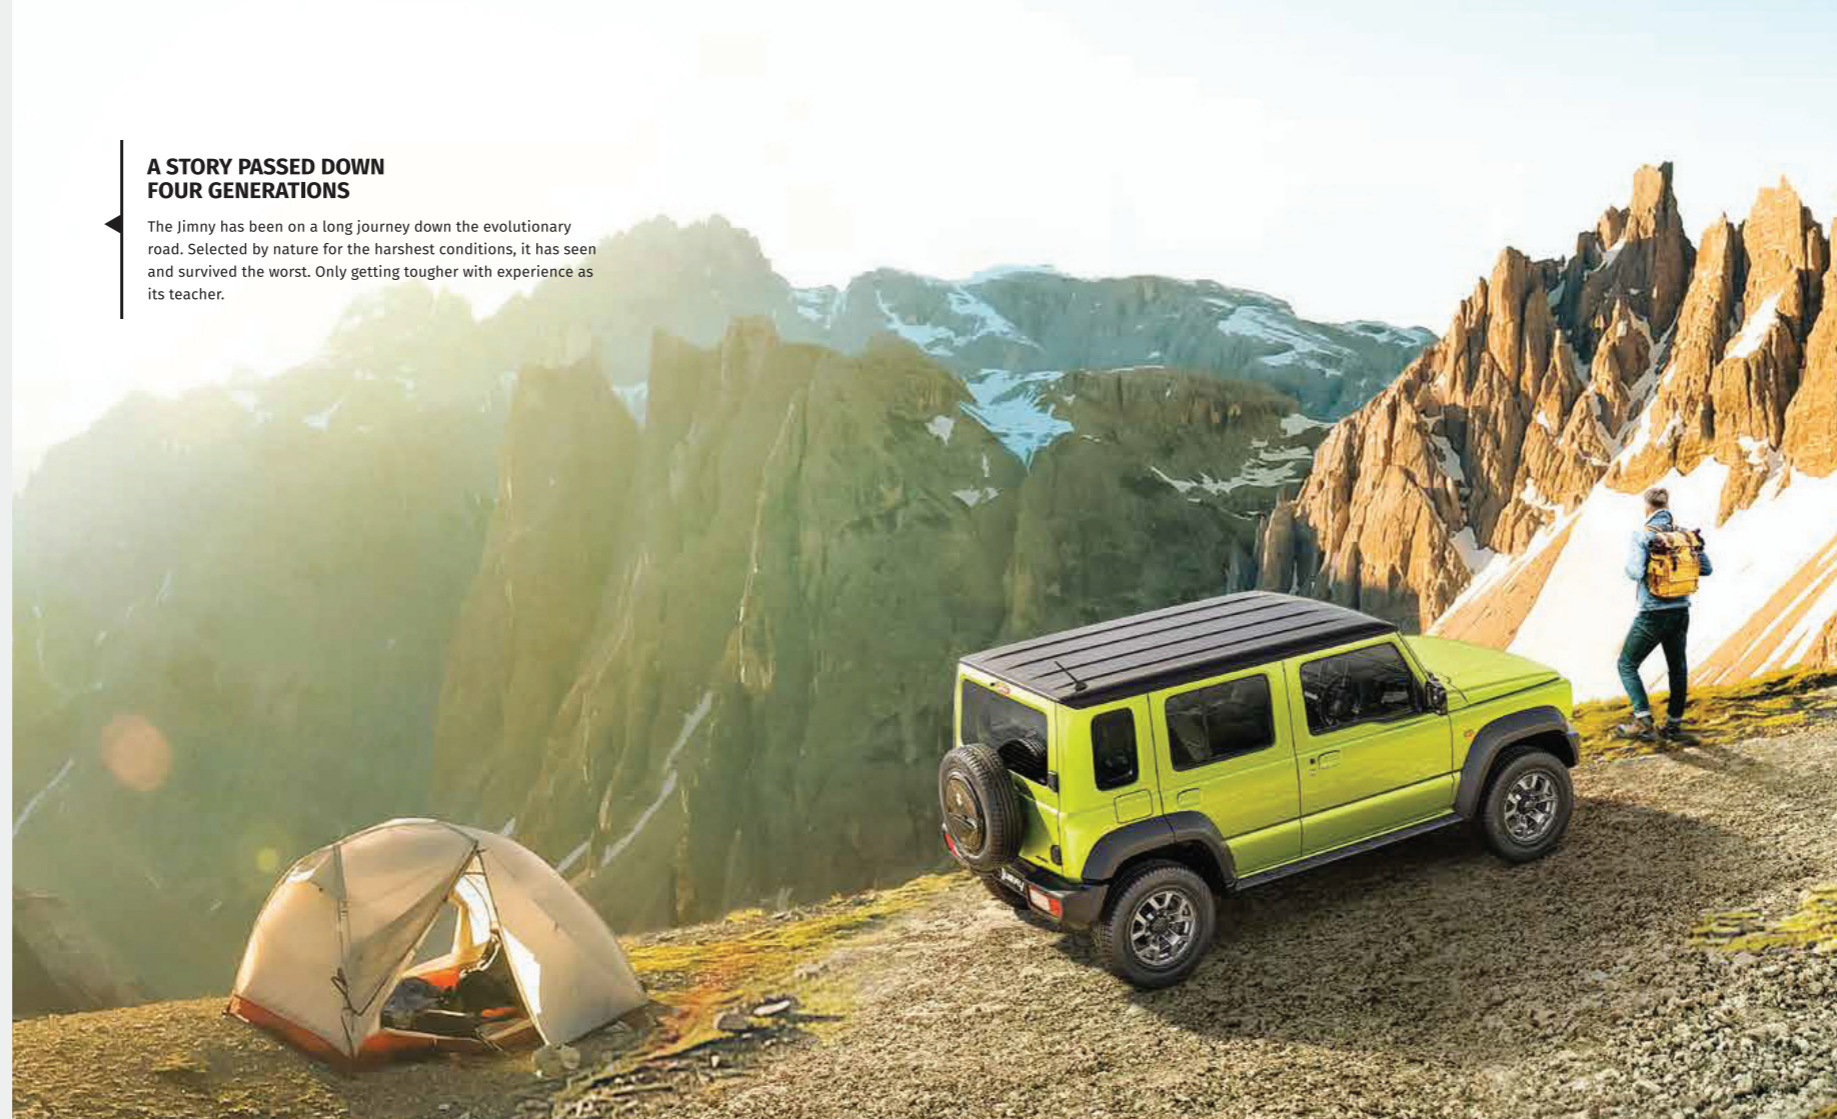 A STORY PASSED DOWN
FOUR GENERATIONS
The Jimny has been on a long journey down the evolutionary
road. Selected by nature for the harshest conditions, it has seen
and survived the worst. Only getting tougher with experience as
its teacher.
Jimny